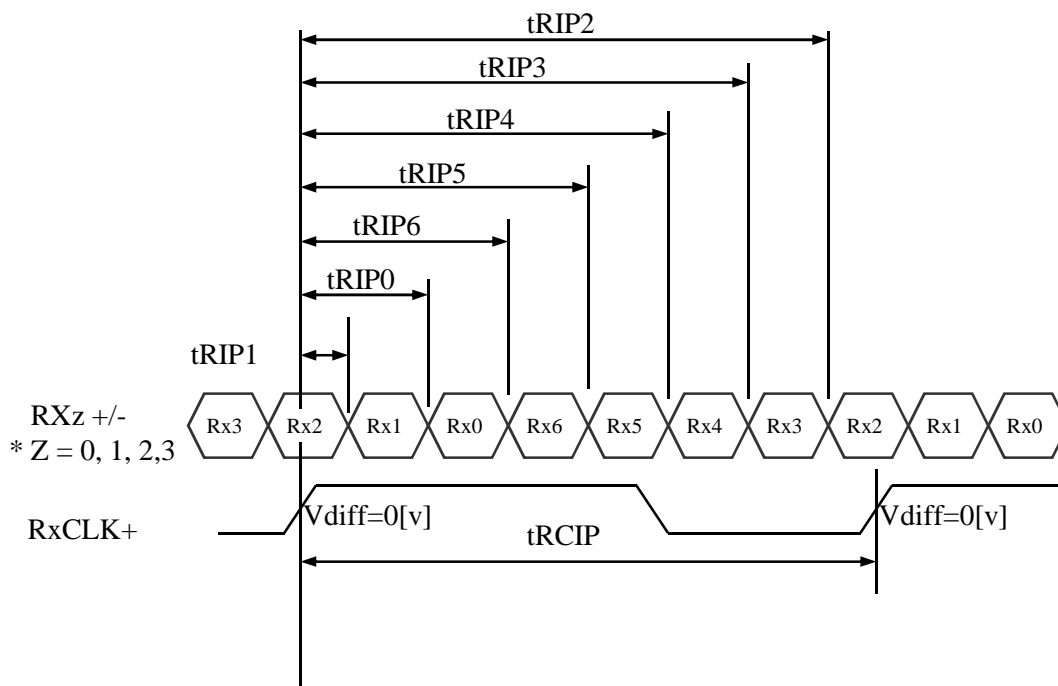 tRIP2
tRIP3
tRIP4
tRIP5
tRIP6
tRIP0
tRIP1
RXz +/-
* Z = 0, 1, 2,3
Rx3 Rx2 Rx1 Rx0 Rx6 Rx5 Rx4 Rx3 Rx2 Rx1 Rx0
RxCLK+
Vdiff=0[v] Vdiff=0[v]
tRCIP